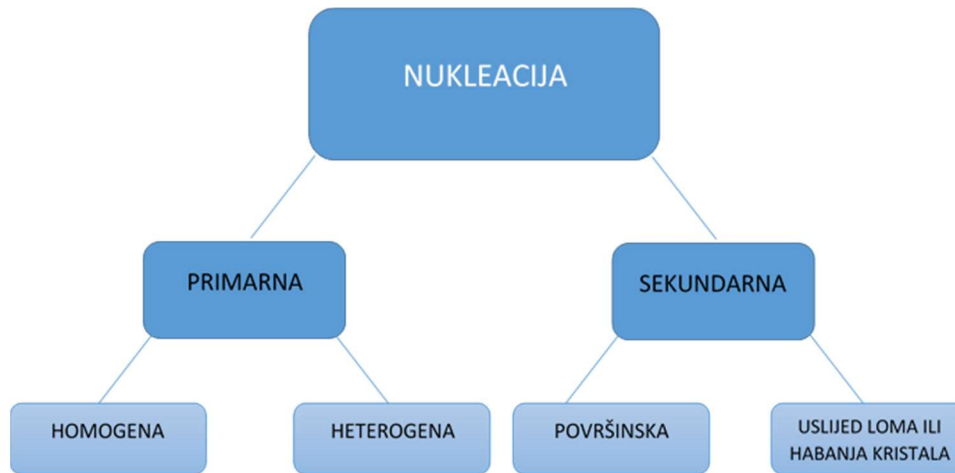 NUKLEACIJA
PRIMARNA
SEKUNDARNA
HOMOGENA
HETEROGENA
POVRŠINSKA
USLIJED LOMA ILI
HABANJA KRISTALA